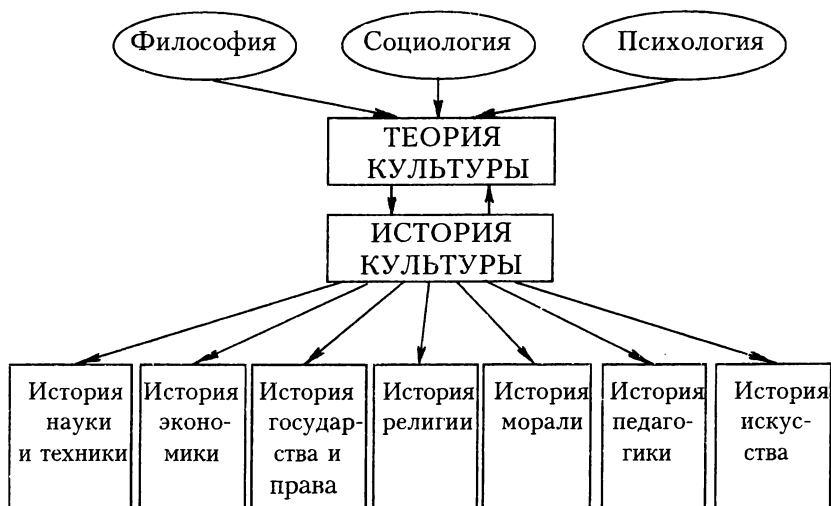 Философия
Социология
Психология
ТЕОРИЯ
КУЛЬТУРЫ
ИСТОРИЯ
КУЛЬТУРЫ
История
науки
и техники
История
эконо-
мики
История
государ-
ства и
права
История
религии
История
морали
История
педаго-
гики
История
искус-
ства